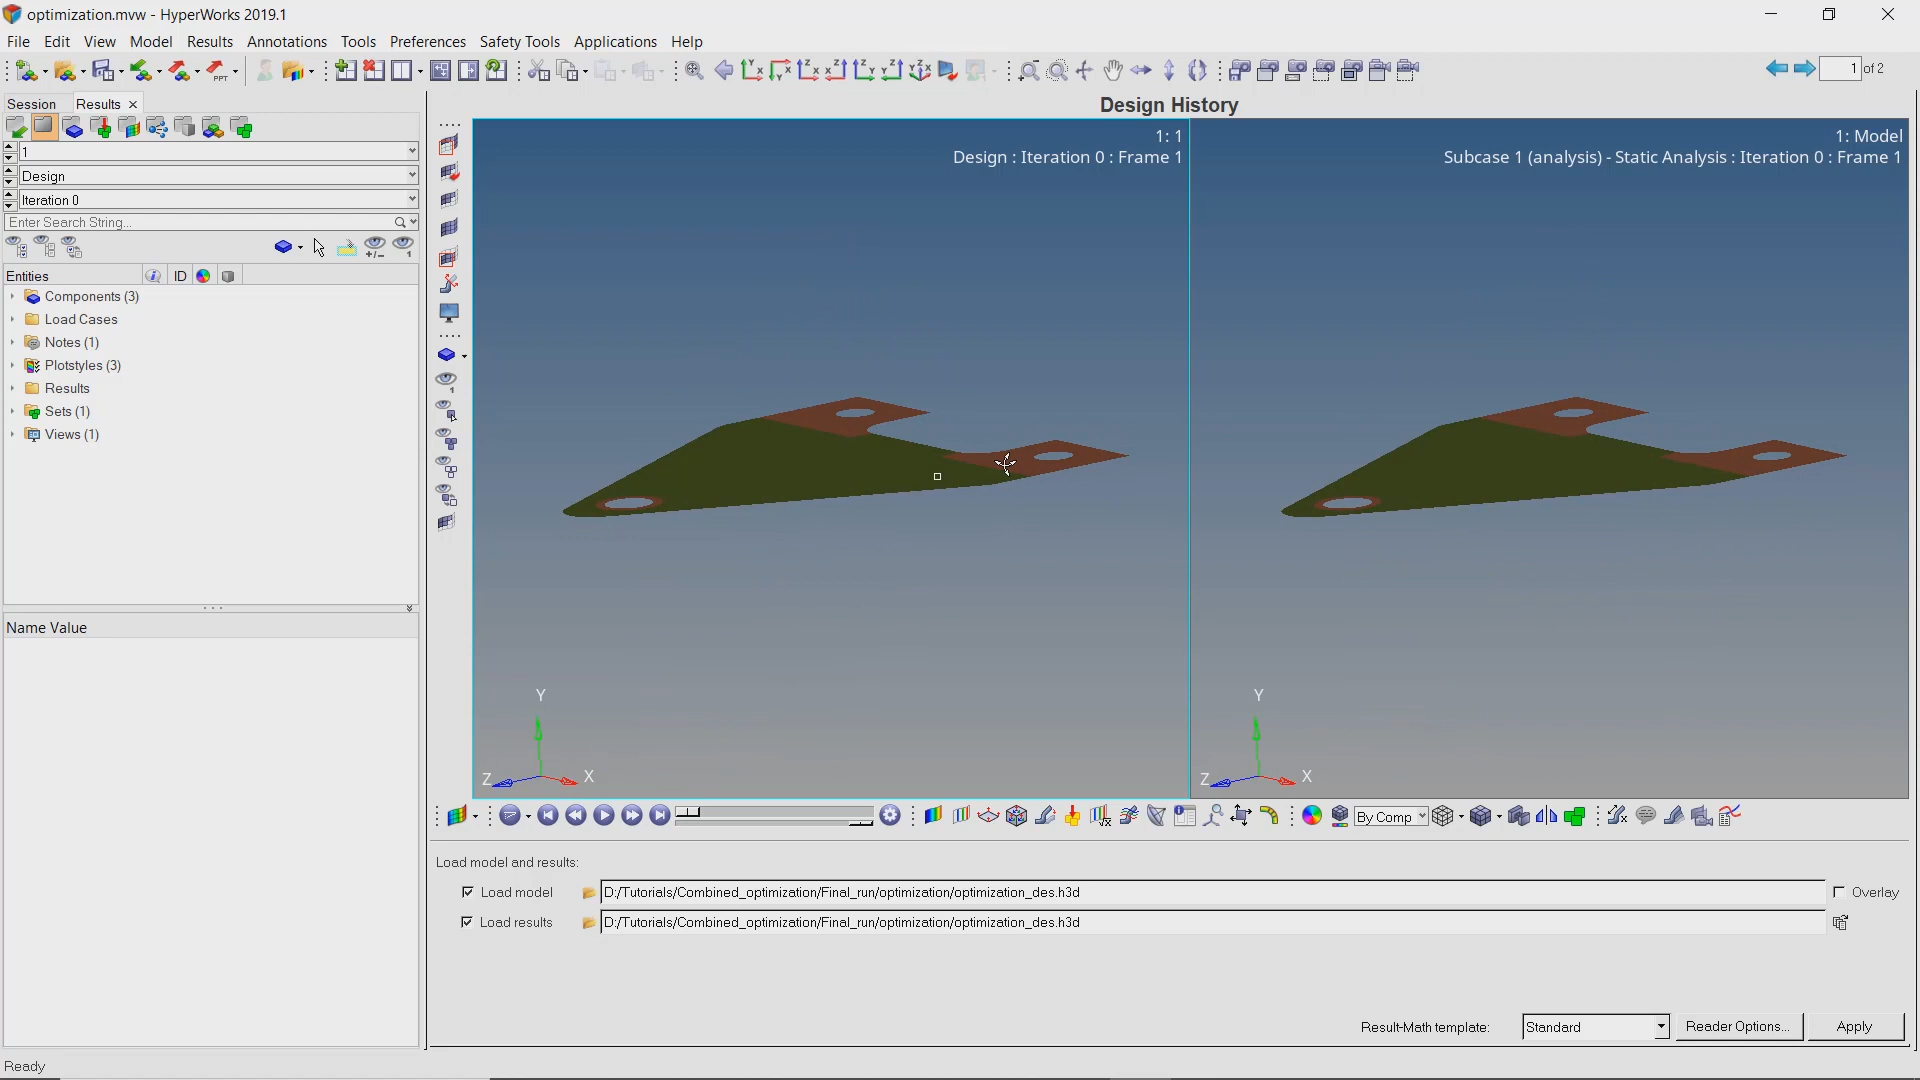 optimization.mvw - HyperWorks 2019.1
File Edit View Model Results Annotations Tools Preferences Safety Tools Applications Help
PPT
1 of 2
Session Results
Design History
1
Design
Iteration 0
Enter Search String...
Entities ID
Components (3)
Load Cases
Notes (1)
Plotstyles (3)
Results
Sets (1)
Views (1)
Name Value
1: 1
Design : Iteration 0 : Frame 1
1: Model
Subcase 1 (analysis) - Static Analysis : Iteration 0 : Frame 1
Y
Z
X
Y
Z
X
By Comp
Load model and results:
Load model D:/Tutorials/Combined_optimization/Final_run/optimization/optimization_des.h3d Overlay
Load results D:/Tutorials/Combined_optimization/Final_run/optimization/optimization_des.h3d
Result-Math template: Standard Reader Options... Apply
Ready